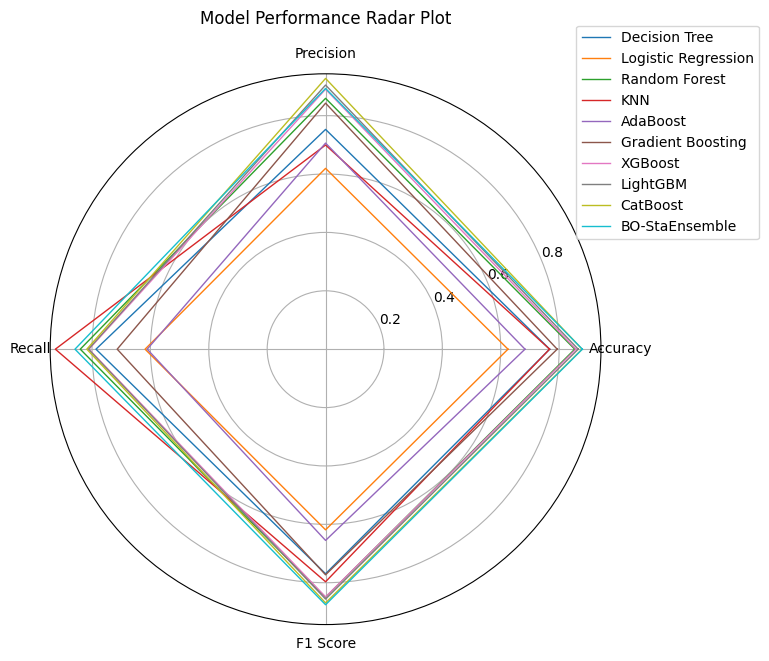 Model Performance Radar Plot
Precision
Decision Tree
Logistic Regression
Random Forest
KNN
AdaBoost
Gradient Boosting
XGBoost
LightGBM
CatBoost
BO-StaEnsemble
0.8
0.6
0.4
0.2
Recall
Accuracy
F1 Score